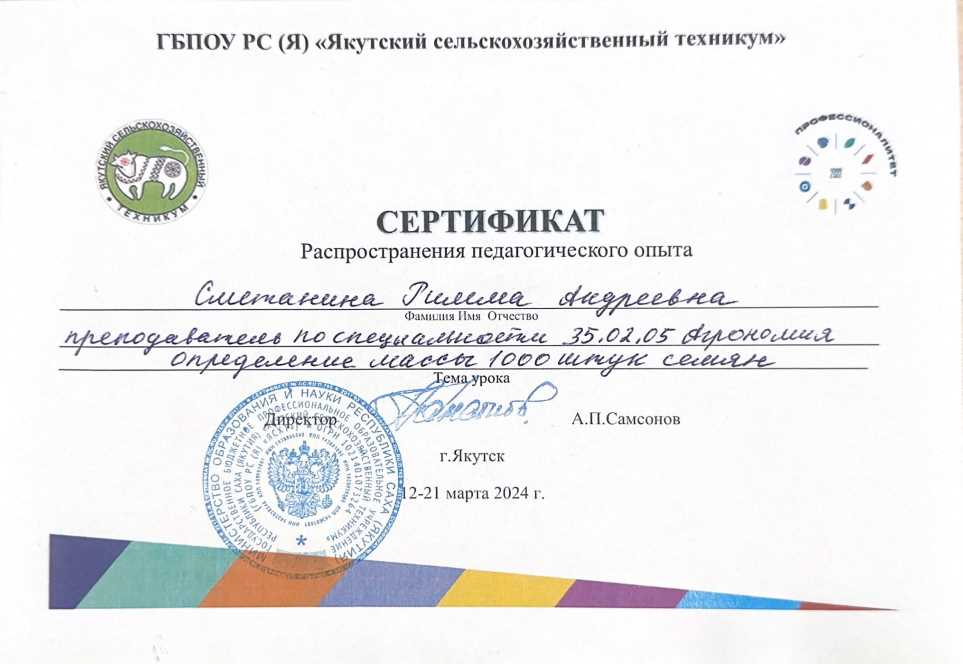 ГБПОУ РС (Я) «Якутский сельскохозяйственный техникум»
ЯКУТСКИЙ СЕЛЬСКОХОЗЯЙСТВЕННЫЙ
• ТЕХНИКУМ •
ПРОФЕССИОНАЛИТЕТ
СЕРТИФИКАТ
Распространения педагогического опыта
Сметанина Римма Андреевна
Фамилия Имя Отчество
преподаватель по специальности 35.02.05 Агрономия
Определение массы 1000 штук семян
Тема урока
Директор А.П.Самсонов
г.Якутск
12-21 марта 2024 г.
МИНИСТЕРСТВО ОБРАЗОВАНИЯ И НАУКИ РЕСПУБЛИКИ САХА (ЯКУТИЯ)